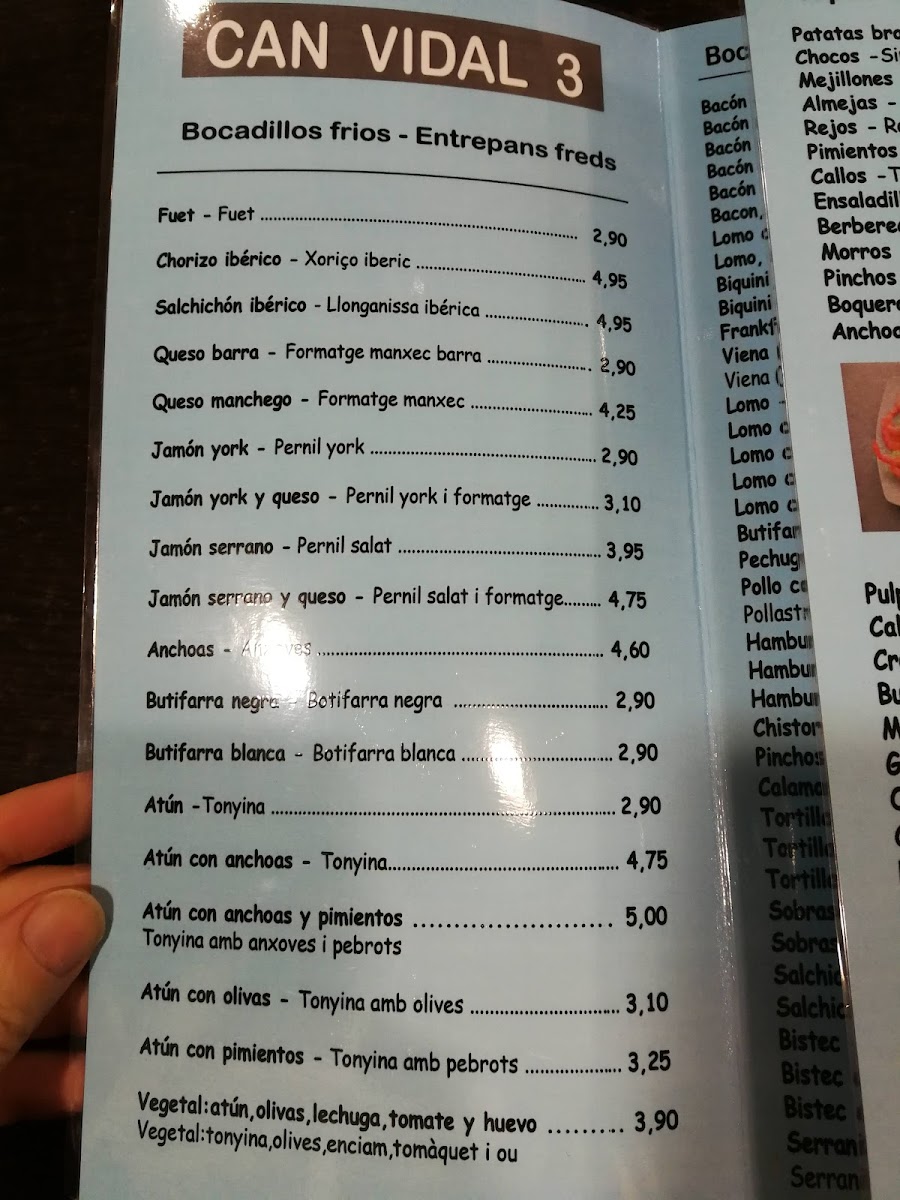 CAN VIDAL 3
Bocadillos frios - Entrepans freds
Fuet - Fuet 2,90
Chorizo ibérico - Xoriço iberic 4,95
Salchichón ibérico - Llonganissa ibérica 4,95
Queso barra - Formatge manxec barra 2,90
Queso manchego - Formatge manxec 4,25
Jamón york - Pernil york 2,90
Jamón york y queso - Pernil york i formatge 3,10
Jamón serrano - Pernil salat 3,95
Jamón serrano y queso - Pernil salat i formatge 4,75
Anchoas - 4,60
Butifarra negra - Botifarra negra 2,90
Butifarra blanca - Botifarra blanca 2,90
Atún -Tonyina 2,90
Atún con anchoas - Tonyina 4,75
Atún con anchoas y pimientos 5,00
Tonyina amb anxoves i pebrots
Atún con olivas - Tonyina amb olives 3,10
Atún con pimientos - Tonyina amb pebrots 3,25
Vegetal:atún,olivas,lechuga,tomate y huevo 3,90
Vegetal:tonyina,olives,enciam,tomàquet i ou
Bacón
Bacón
Bacón
Bacón
Bacón
Bacon,
Lomo
Lomo,
Biquini
Biquini
Viena
Viena
Lomo -
Lomo
Lomo
Lomo
Lomo
Pollo
Pinchos
Bistec
Bistec
Bistec
Patatas
Chocos -
Mejillones
Almejas -
Rejos -
Pimientos
Callos -
Morros
Pinchos